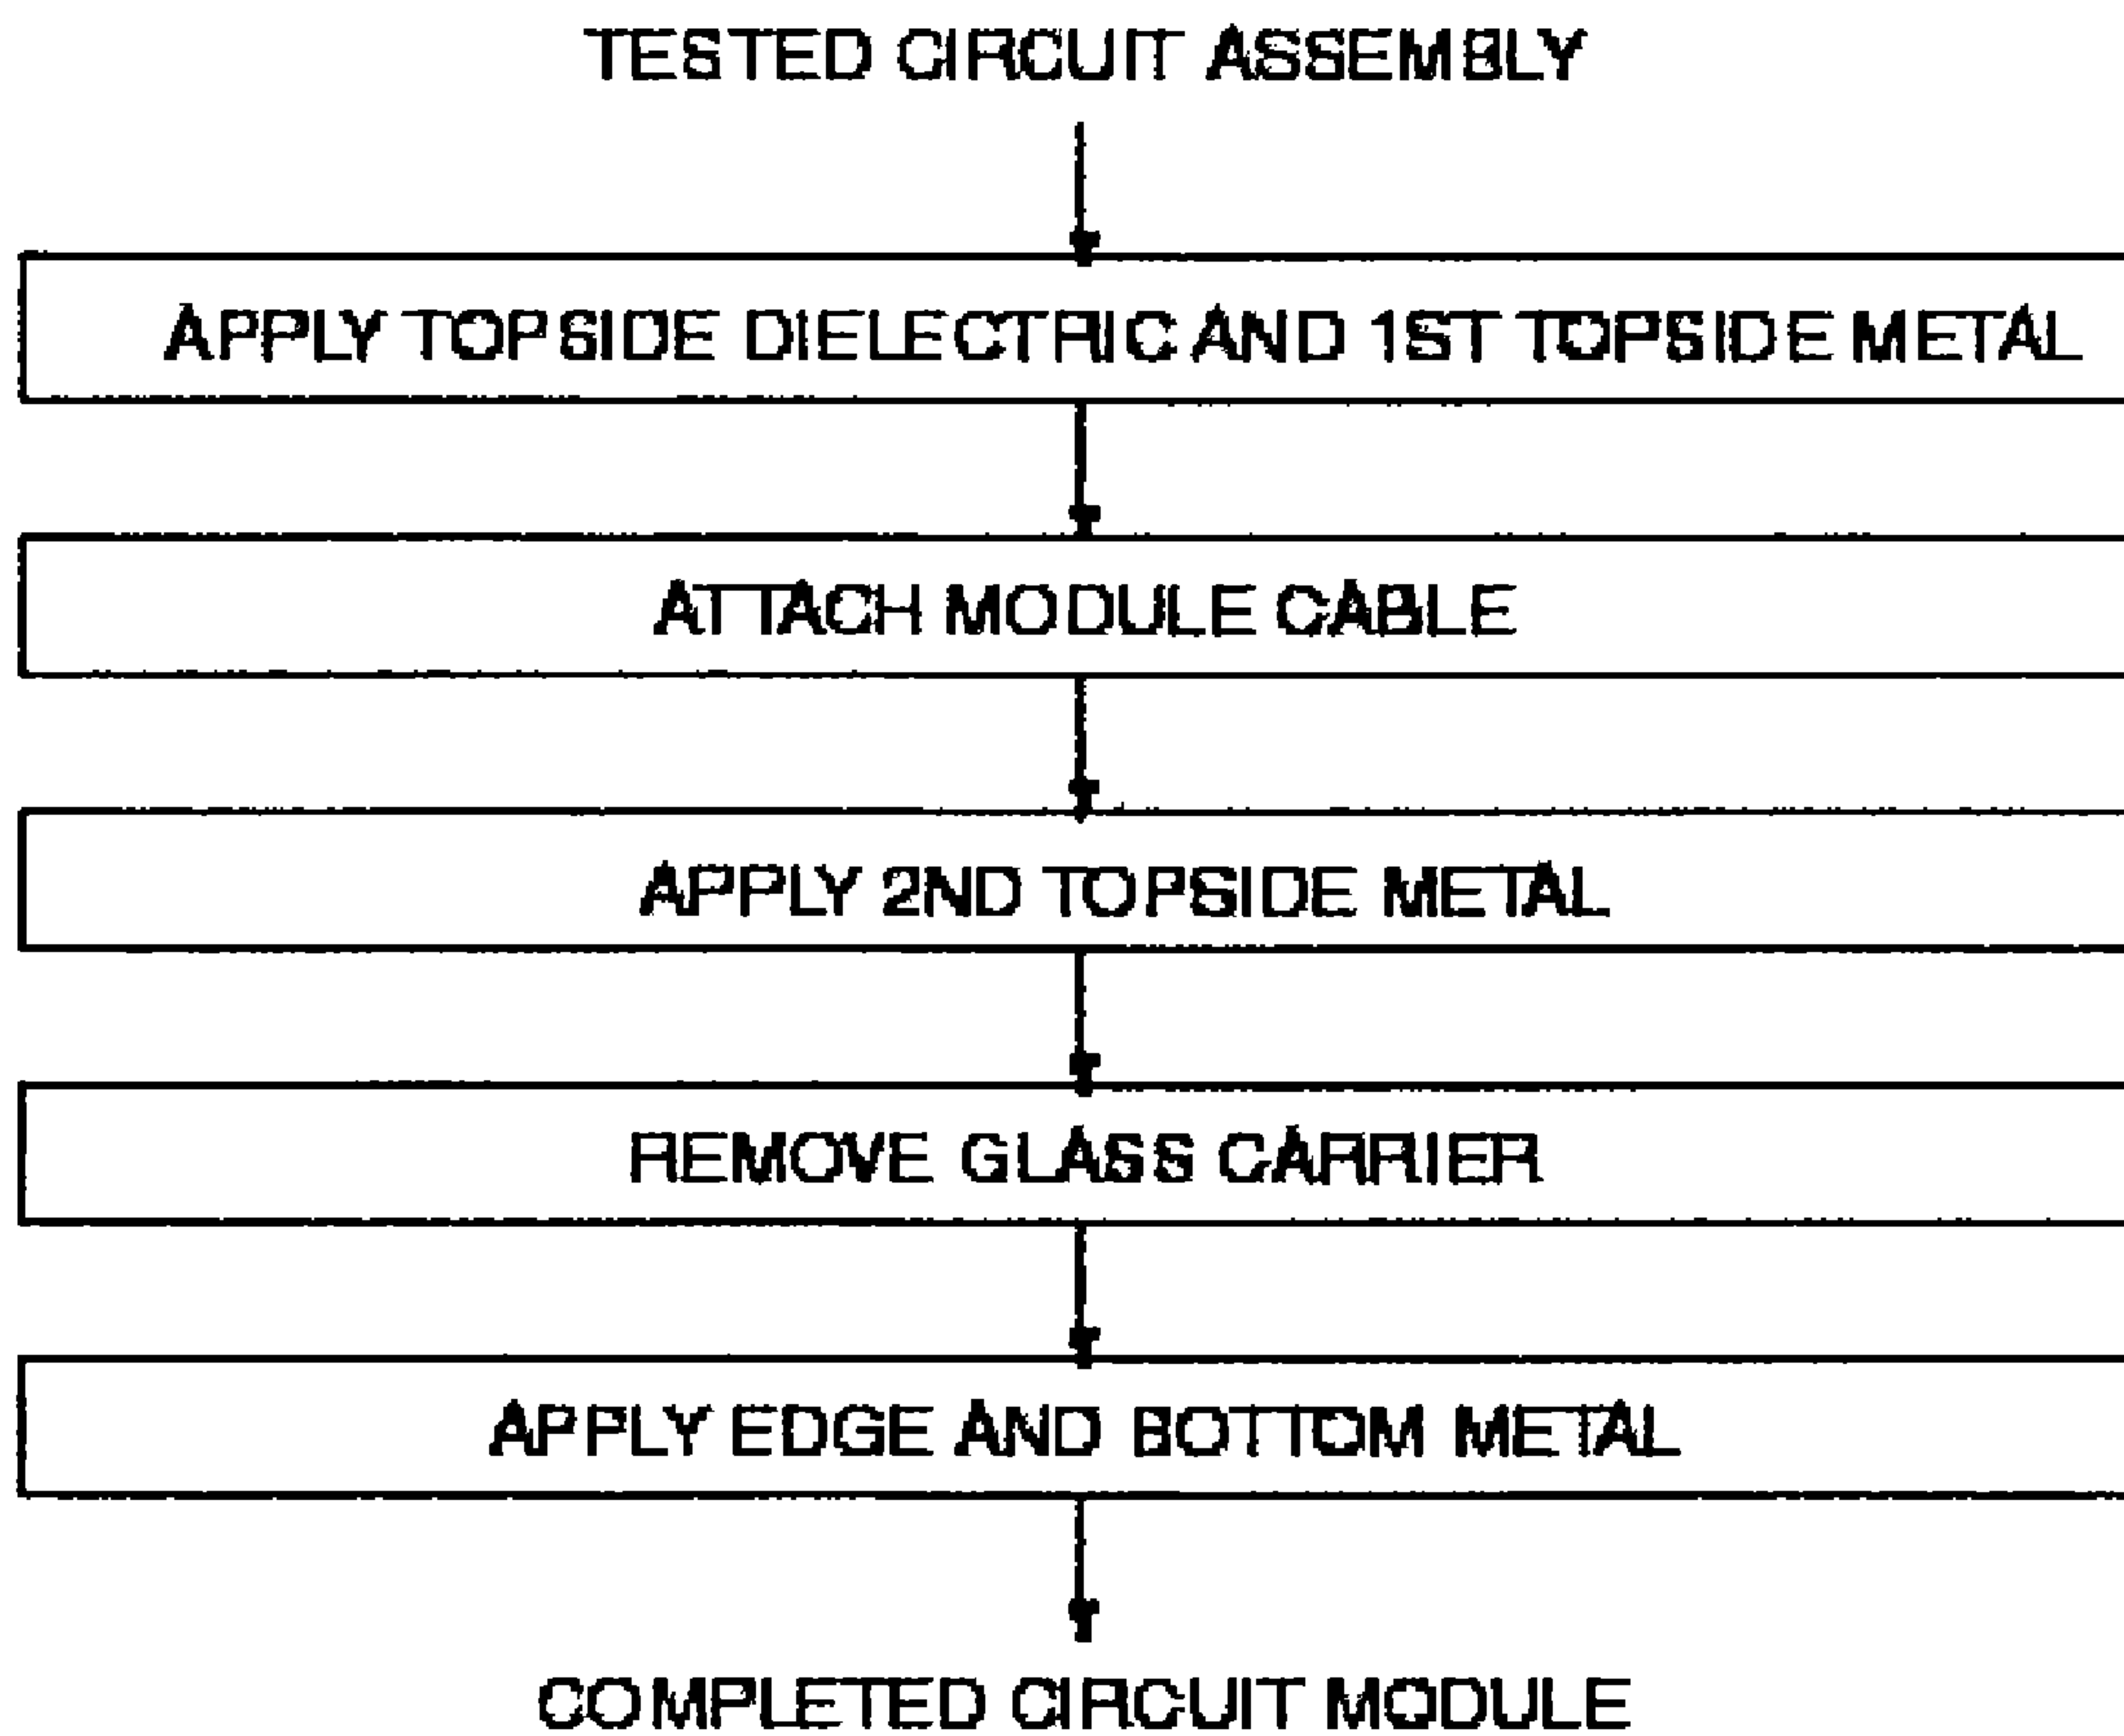 TESTED CIRCUIT ASSEMBLY
APPLY TOPSIDE DIELECTRIC AND 1ST TOPSIDE METAL
ATTACH MODULE CABLE
APPLY 2ND TOPSIDE METAL
REMOVE GLASS CARRIER
APPLY EDGE AND BOTTOM METAL
COMPLETED CIRCUIT MODULE